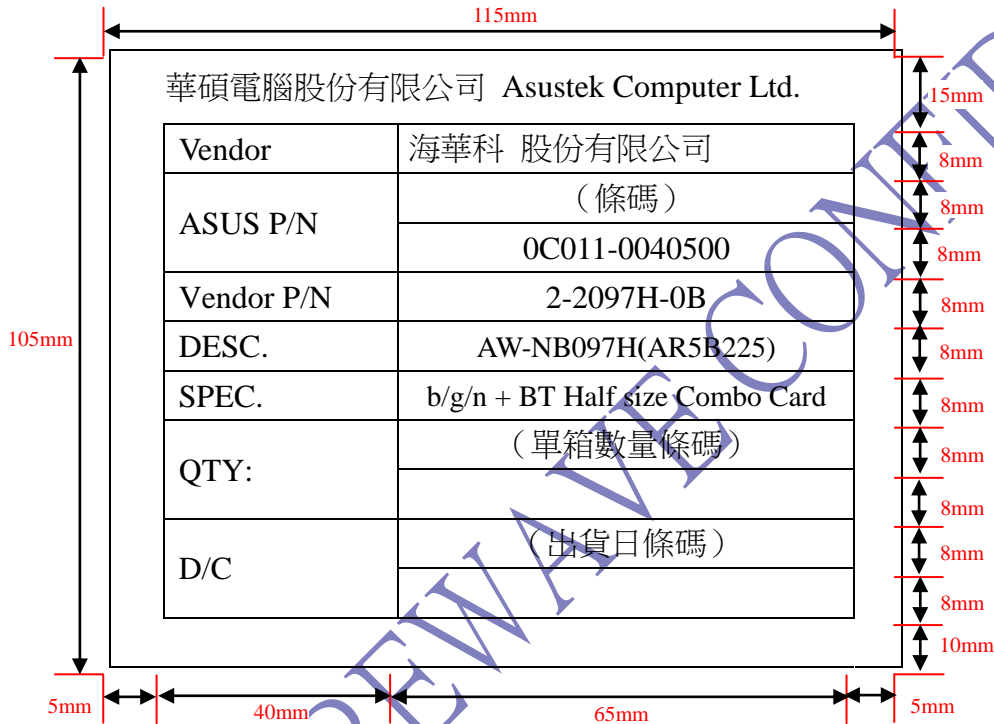 115mm
華碩電腦股份有限公司 Asustek Computer Ltd.
15mm
Vendor 海華科 股份有限公司
8mm
ASUS P/N
（條碼）
8mm
0C011-0040500
8mm
Vendor P/N 2-2097H-0B
8mm
105mm
DESC. AW-NB097H(AR5B225)
8mm
SPEC. b/g/n + BT Half size Combo Card
8mm
QTY:
（單箱數量條碼）
8mm
8mm
D/C
（出貨日條碼）
8mm
8mm
10mm
5mm
40mm
65mm
5mm